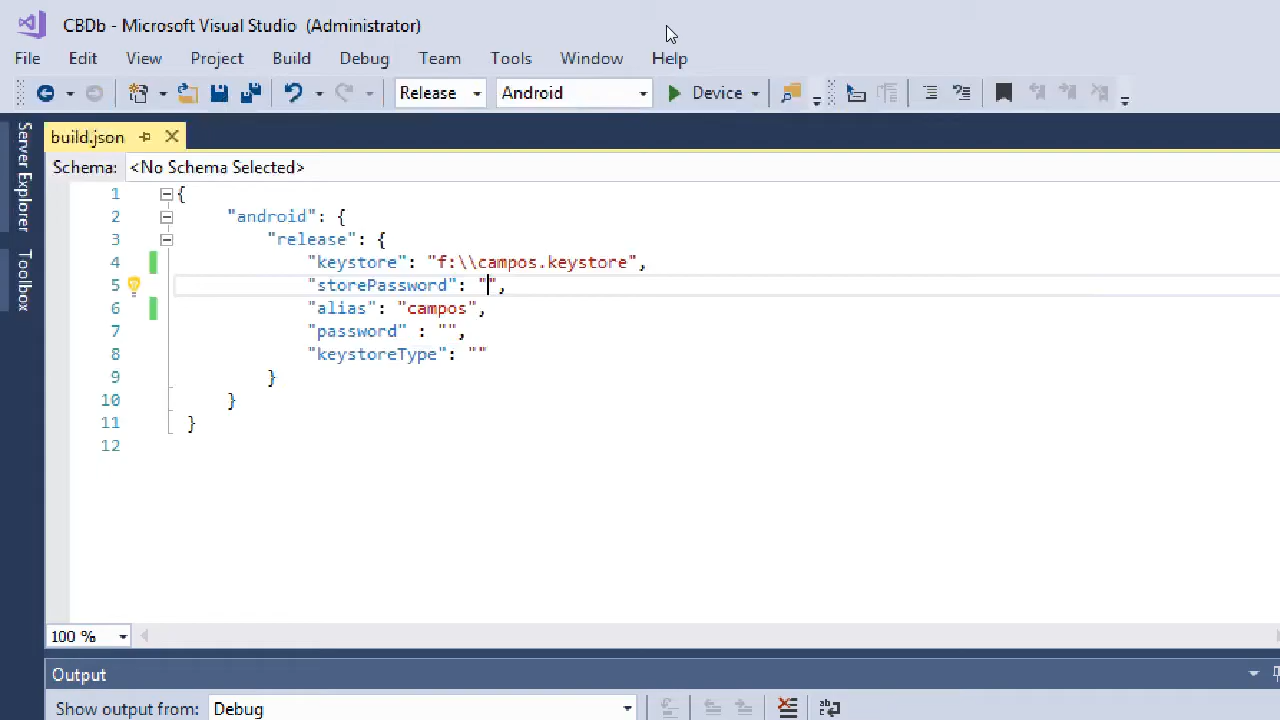 CBDb - Microsoft Visual Studio (Administrator)
File Edit View Project Build Debug Team Tools Window Help
Release Android Device
build.json
Schema: <No Schema Selected>
Server Explorer
Toolbox
1 {
2 "android": {
3 "release": {
4 "keystore": "f:\\campos.keystore",
5 "storePassword": "",
6 "alias": "campos",
7 "password" : "",
8 "keystoreType": ""
9 }
10 }
11 }
12
100 %
Output
Show output from: Debug